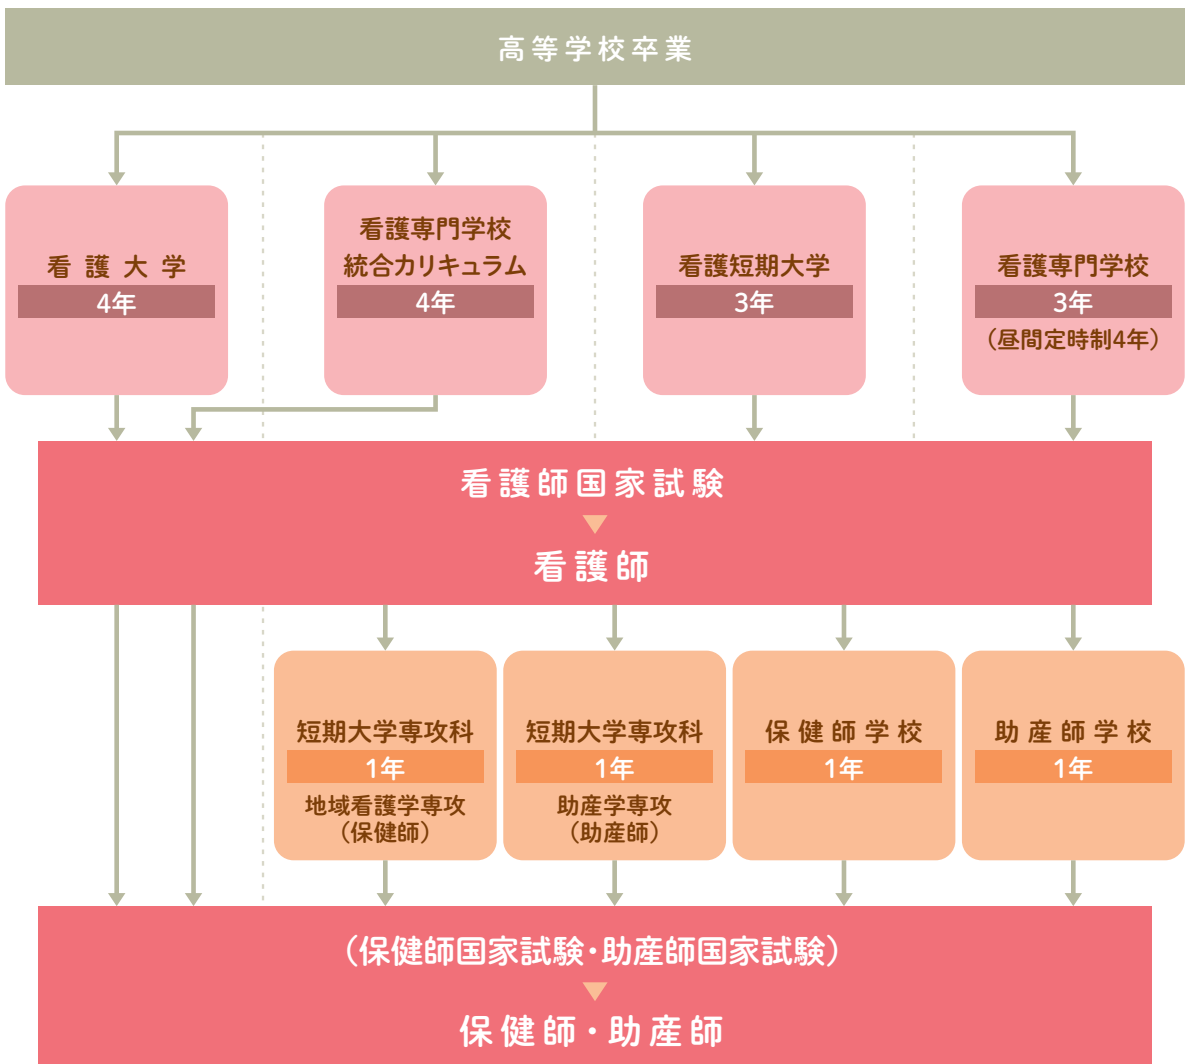 高等学校卒業
看護大学
4年
看護専門学校
統合カリキュラム
4年
看護短期大学
3年
看護専門学校
3年
（昼間定時制4年）
看護師国家試験
看護師
短期大学専攻科
1年
地域看護学専攻
（保健師）
短期大学専攻科
1年
助産学専攻
（助産師）
保健師学校
1年
助産師学校
1年
（保健師国家試験・助産師国家試験）
保健師・助産師